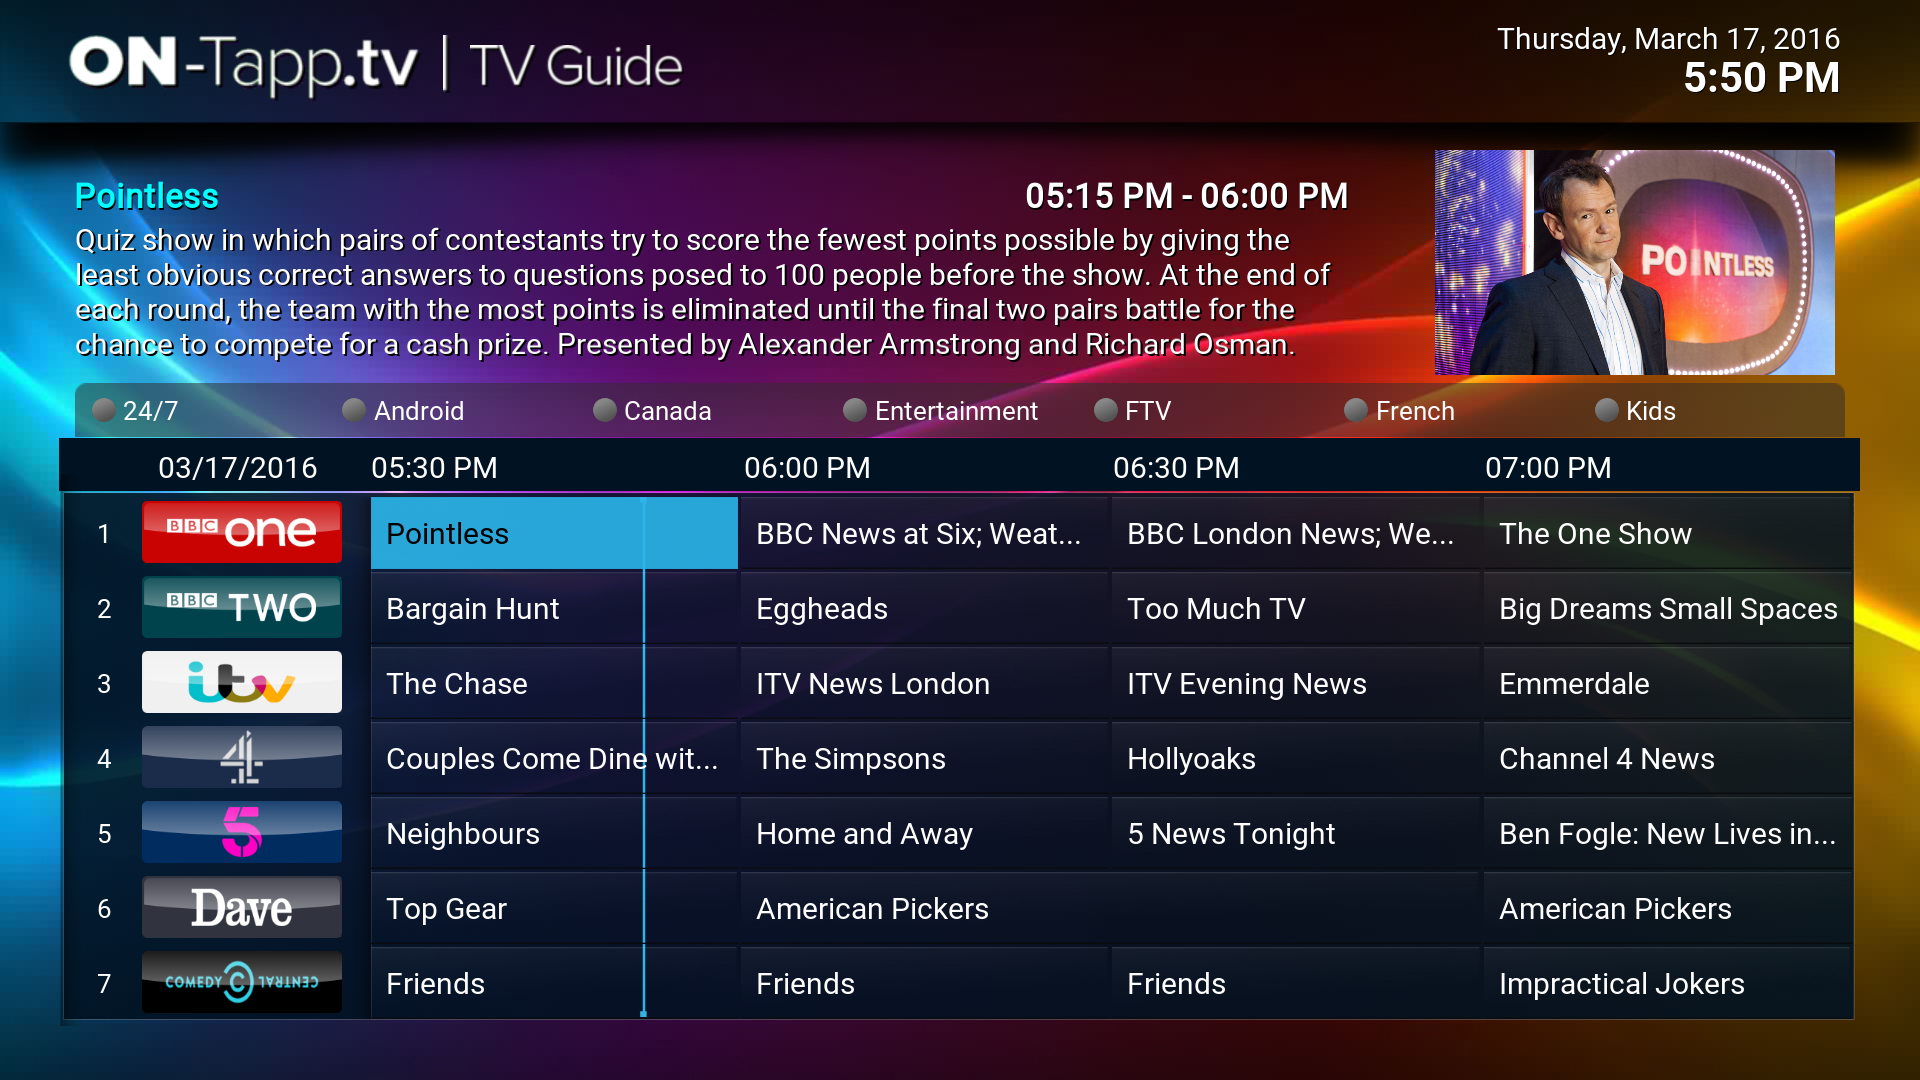 ON-Tapp.tv | TV Guide
Thursday, March 17, 2016
5:50 PM
Pointless
05:15 PM - 06:00 PM
Quiz show in which pairs of contestants try to score the fewest points possible by giving the
least obvious correct answers to questions posed to 100 people before the show. At the end of
each round, the team with the most points is eliminated until the final two pairs battle for the
chance to compete for a cash prize. Presented by Alexander Armstrong and Richard Osman.
POINTLESS
24/7 Android Canada Entertainment FTV French Kids
03/17/2016 05:30 PM 06:00 PM 06:30 PM 07:00 PM
1 BBC one Pointless BBC News at Six; Weat... BBC London News; We... The One Show
2 BBC TWO Bargain Hunt Eggheads Too Much TV Big Dreams Small Spaces
3 itv The Chase ITV News London ITV Evening News Emmerdale
4 4 Couples Come Dine wit... The Simpsons Hollyoaks Channel 4 News
5 5 Neighbours Home and Away 5 News Tonight Ben Fogle: New Lives in...
6 Dave Top Gear American Pickers American Pickers
7 COMEDY CENTRAL Friends Friends Friends Impractical Jokers